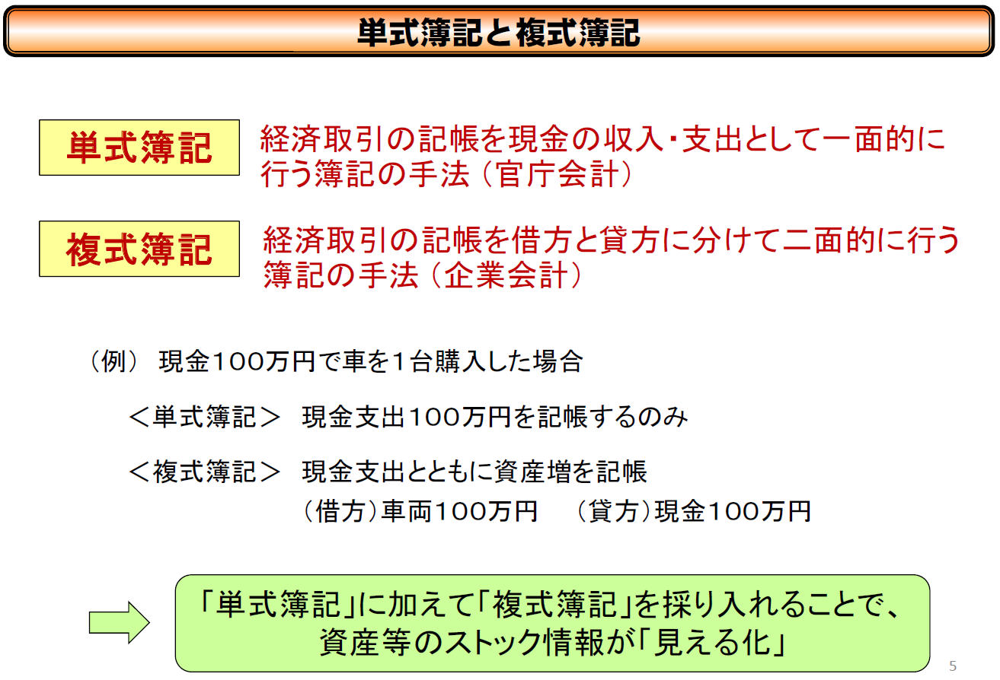 単式簿記と複式簿記
単式簿記
経済取引の記帳を現金の収入・支出として一面的に
行う簿記の手法（官庁会計）
複式簿記
経済取引の記帳を借方と貸方に分けて二面的に行う
簿記の手法（企業会計）
（例）　現金１００万円で車を１台購入した場合
＜単式簿記＞　現金支出１００万円を記帳するのみ
＜複式簿記＞　現金支出とともに資産増を記帳
（借方）車両１００万円　（貸方）現金１００万円
「単式簿記」に加えて「複式簿記」を採り入れることで、
資産等のストック情報が「見える化」
5